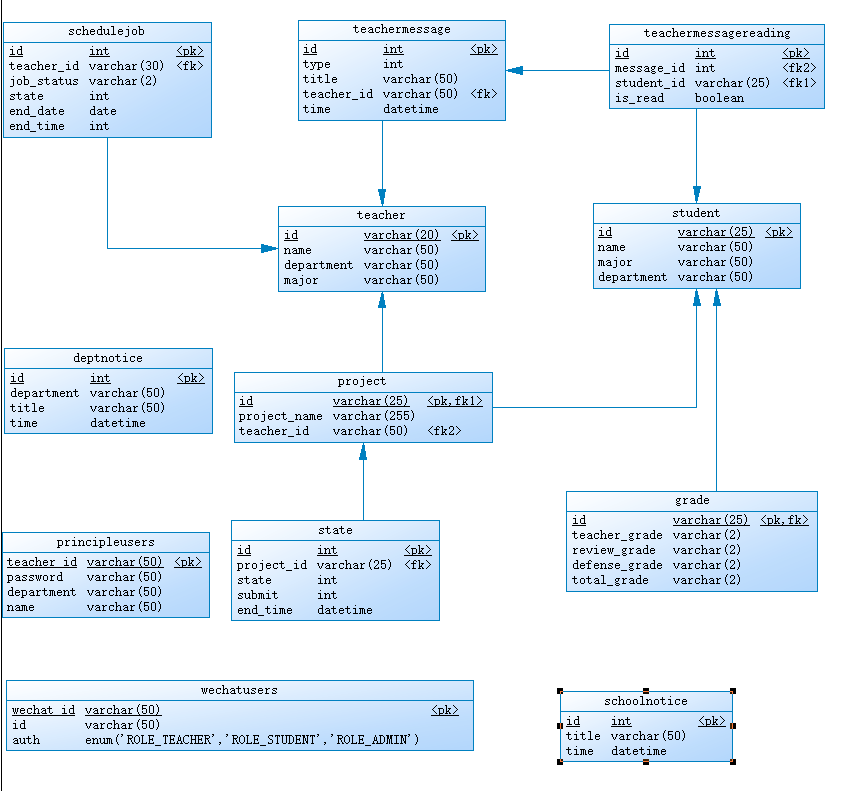 schedulejob
id int <pk>
teacher_id varchar(30) <fk>
job_status varchar(2)
state int
end_date date
end_time int
teachermessage
id int <pk>
type int
title varchar(50)
teacher_id varchar(50) <fk>
time datetime
teachermessagereading
id int <pk>
message_id int <fk2>
student_id varchar(25) <fk1>
is_read boolean
teacher
id varchar(20) <pk>
name varchar(50)
department varchar(50)
major varchar(50)
student
id varchar(25) <pk>
name varchar(50)
major varchar(50)
department varchar(50)
deptnotice
id int <pk>
department varchar(50)
title varchar(50)
time datetime
project
id varchar(25) <pk,fk1>
project_name varchar(255)
teacher_id varchar(50) <fk2>
grade
id varchar(25) <pk,fk>
teacher_grade varchar(2)
review_grade varchar(2)
defense_grade varchar(2)
total_grade varchar(2)
principleusers
teacher_id varchar(50) <pk>
password varchar(50)
department varchar(50)
name varchar(50)
state
id int <pk>
project_id varchar(25) <fk>
state int
submit int
end_time datetime
wechatusers
wechat_id varchar(50) <pk>
id varchar(50)
auth enum('ROLE_TEACHER','ROLE_STUDENT','ROLE_ADMIN')
schoolnotice
id int <pk>
title varchar(50)
time datetime